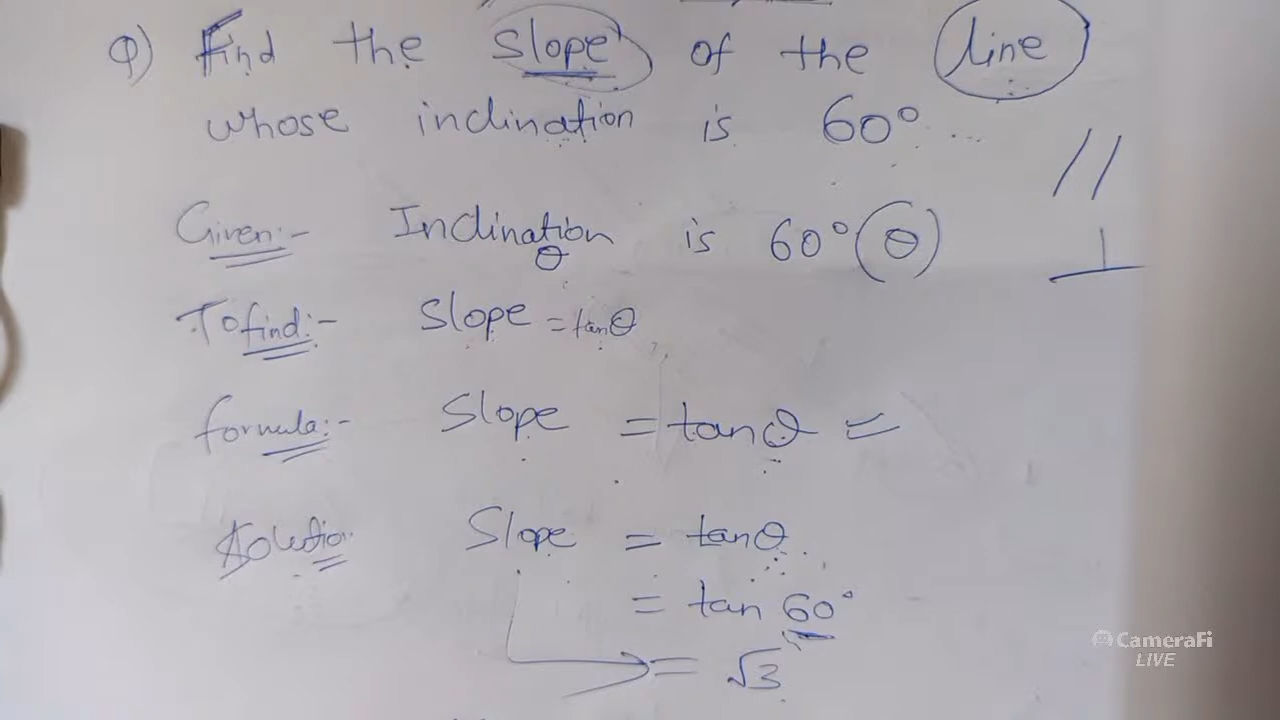 Q) Find the slope of the line
whose inclination is 60°
//
Given:- Inclination is 60° (θ)
θ
⊥
To find:- Slope = tanθ
formula:- Slope = tanθ =
Solution Slope = tanθ
= tan 60°
= √3
CameraFi
LIVE